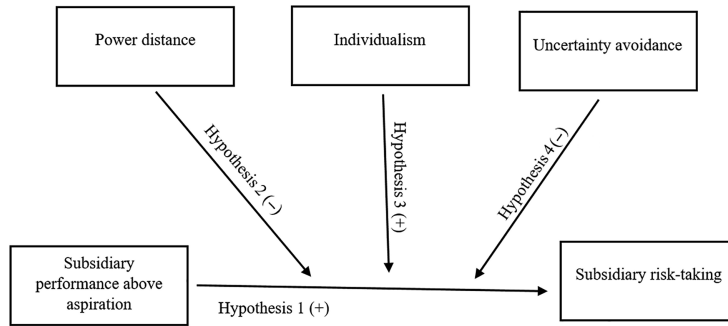 Power distance
Individualism
Uncertainty avoidance
Hypothesis 2 (–)
Hypothesis 3 (+)
Hypothesis 4 (–)
Subsidiary
performance above
aspiration
Hypothesis 1 (+)
Subsidiary risk-taking